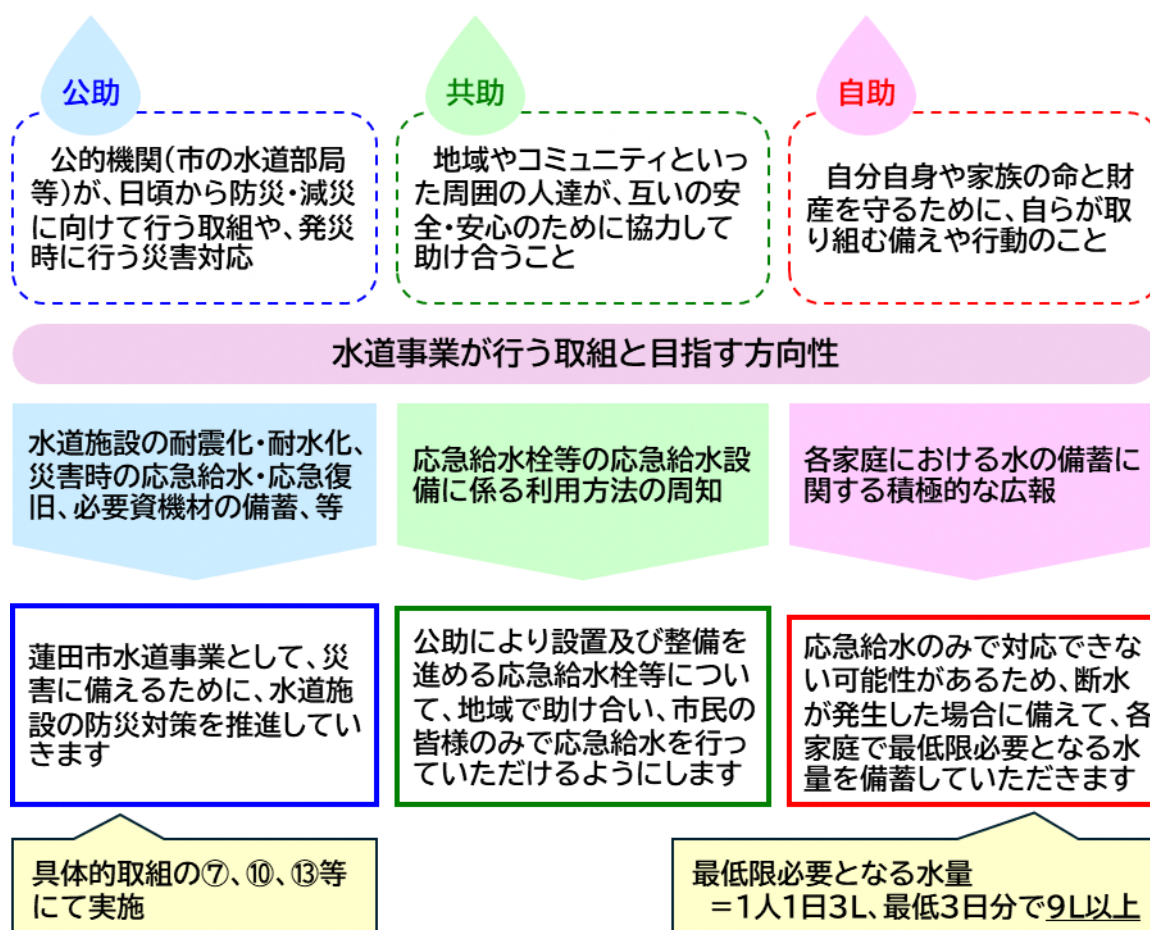 公助
公的機関(市の水道部局
等)が、日頃から防災・減災
に向けて行う取組や、発災
時に行う災害対応
共助
地域やコミュニティといっ
た周囲の人達が、互いの安
全・安心のために協力して
助け合うこと
自助
自分自身や家族の命と財
産を守るために、自らが取
り組む備えや行動のこと
水道事業が行う取組と目指す方向性
水道施設の耐震化・耐水化、
災害時の応急給水・応急復
旧、必要資機材の備蓄、等
応急給水栓等の応急給水設
備に係る利用方法の周知
各家庭における水の備蓄に
関する積極的な広報
蓮田市水道事業として、災
害に備えるために、水道施
設の防災対策を推進してい
きます
公助により設置及び整備を
進める応急給水栓等につい
て、地域で助け合い、市民の
皆様のみで応急給水を行っ
ていただけるようにします
応急給水のみで対応できな
い可能性があるため、断水
が発生した場合に備えて、各
家庭で最低限必要となる水
量を備蓄していただきます
具体的取組の⑦、⑩、⑬等
にて実施
最低限必要となる水量
=1人1日3L、最低3日分で9L以上